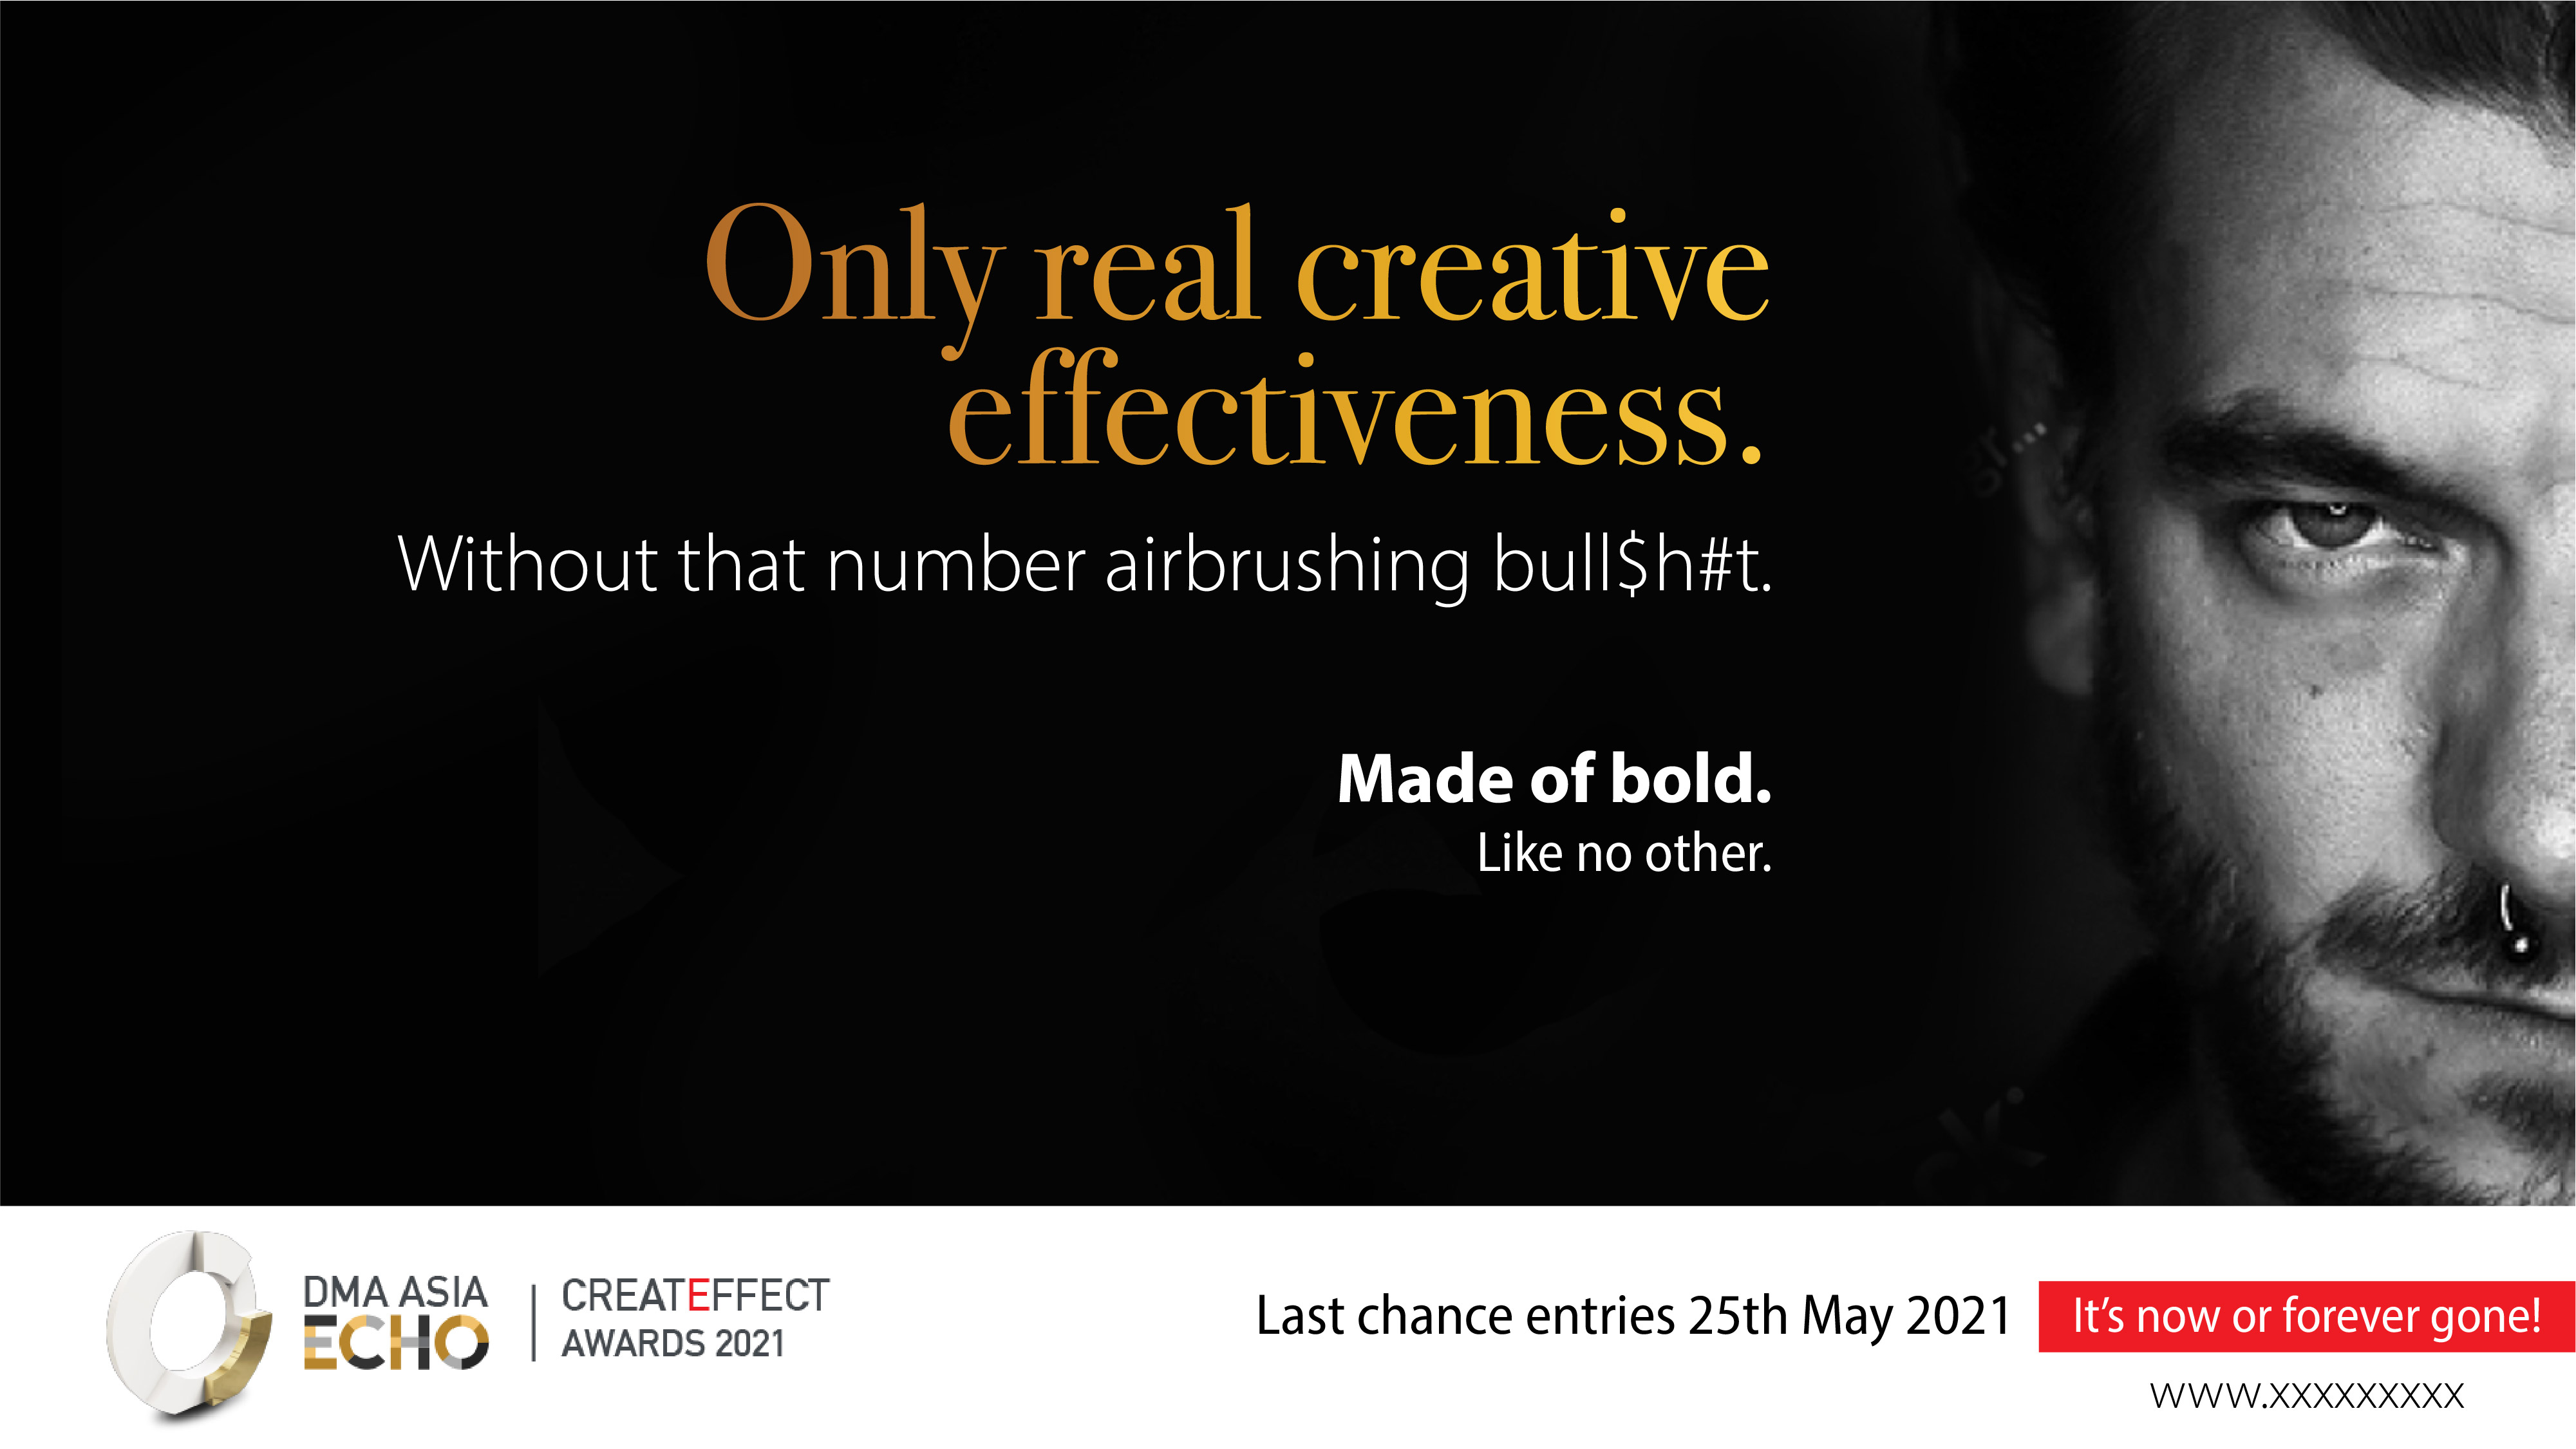 Only real creative
effectiveness.
Without that number airbrushing bull$h#t.
Made of bold.
Like no other.
DMA ASIA
ECHO
CREATEFFECT
AWARDS 2021
Last chance entries 25th May 2021
It's now or forever gone!
WWW.XXXXXXXXX